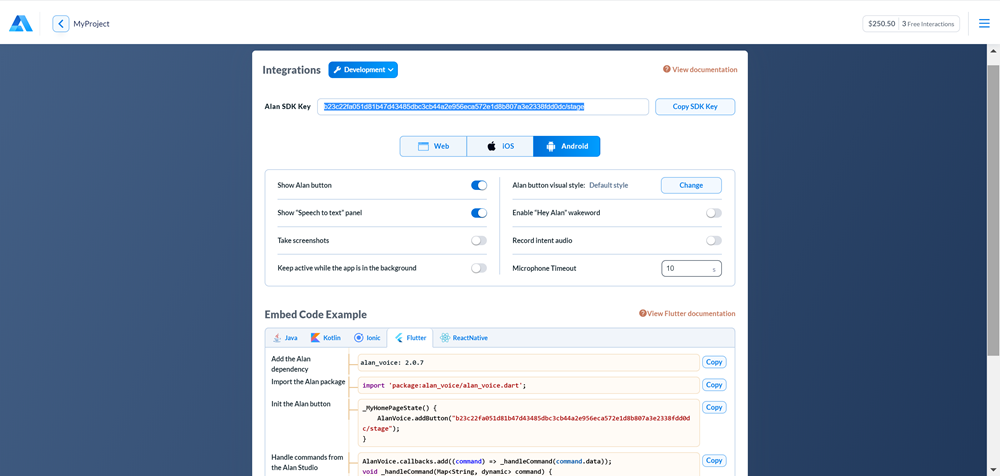 MyProject
$250.50 3 Free Interactions
Integrations Development View documentation
Alan SDK Key b23c22fa051d81b47d43485dbc3cb44a2e956eca572e1d8b807a3e2338fdd0dc/stage Copy SDK Key
Web iOS Android
Show Alan button
Show "Speech to text" panel
Take screenshots
Keep active while the app is in the background
Alan button visual style: Default style Change
Enable "Hey Alan" wakeword
Record intent audio
Microphone Timeout 10 s
Embed Code Example View Flutter documentation
Java Kotlin Ionic Flutter ReactNative
Add the Alan
dependency
alan_voice: 2.0.7 Copy
Import the Alan package
import 'package:alan_voice/alan_voice.dart'; Copy
Init the Alan button
_MyHomePageState() { Copy
AlanVoice.addButton("b23c22fa051d81b47d43485dbc3cb44a2e956eca572e1d8b807a3e2338fdd0d
c/stage");
}
Handle commands from
the Alan Studio
AlanVoice.callbacks.add((command) => _handleCommand(command.data)); Copy
void _handleCommand(Map<String, dynamic> command) {